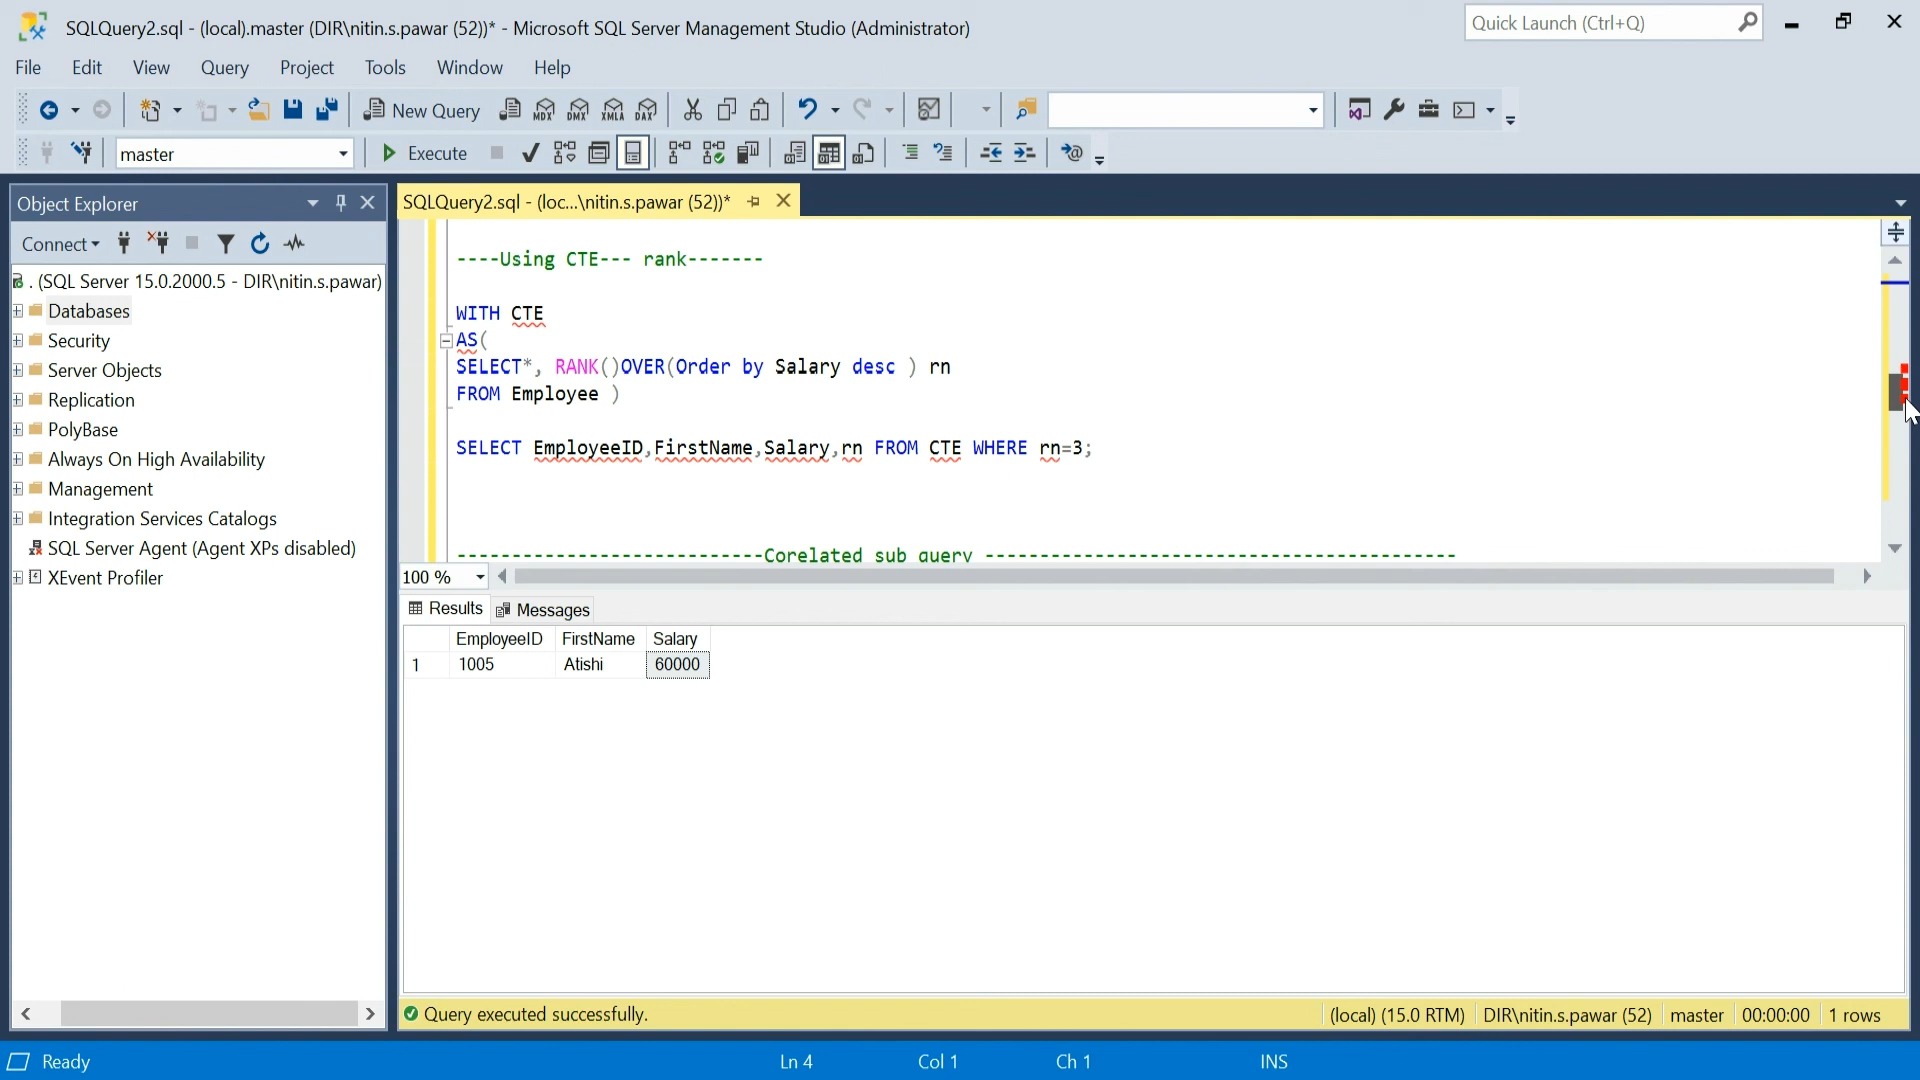 SQLQuery2.sql - (local).master (DIR\nitin.s.pawar (52))* - Microsoft SQL Server Management Studio (Administrator)
Quick Launch (Ctrl+Q)
File Edit View Query Project Tools Window Help
New Query MDX DMX XMLA DAX
master Execute
Object Explorer
SQLQuery2.sql - (loc...\nitin.s.pawar (52))*
Connect
. (SQL Server 15.0.2000.5 - DIR\nitin.s.pawar)
Databases
Security
Server Objects
Replication
PolyBase
Always On High Availability
Management
Integration Services Catalogs
SQL Server Agent (Agent XPs disabled)
XEvent Profiler
----Using CTE--- rank-------
WITH CTE
AS(
SELECT*, RANK()OVER(Order by Salary desc ) rn
FROM Employee )
SELECT EmployeeID,FirstName,Salary,rn FROM CTE WHERE rn=3;
----------------------------Corelated sub query -------------------------------------------
100 %
Results Messages
EmployeeID FirstName Salary
1 1005 Atishi 60000
Query executed successfully. (local) (15.0 RTM) DIR\nitin.s.pawar (52) master 00:00:00 1 rows
Ready Ln 4 Col 1 Ch 1 INS